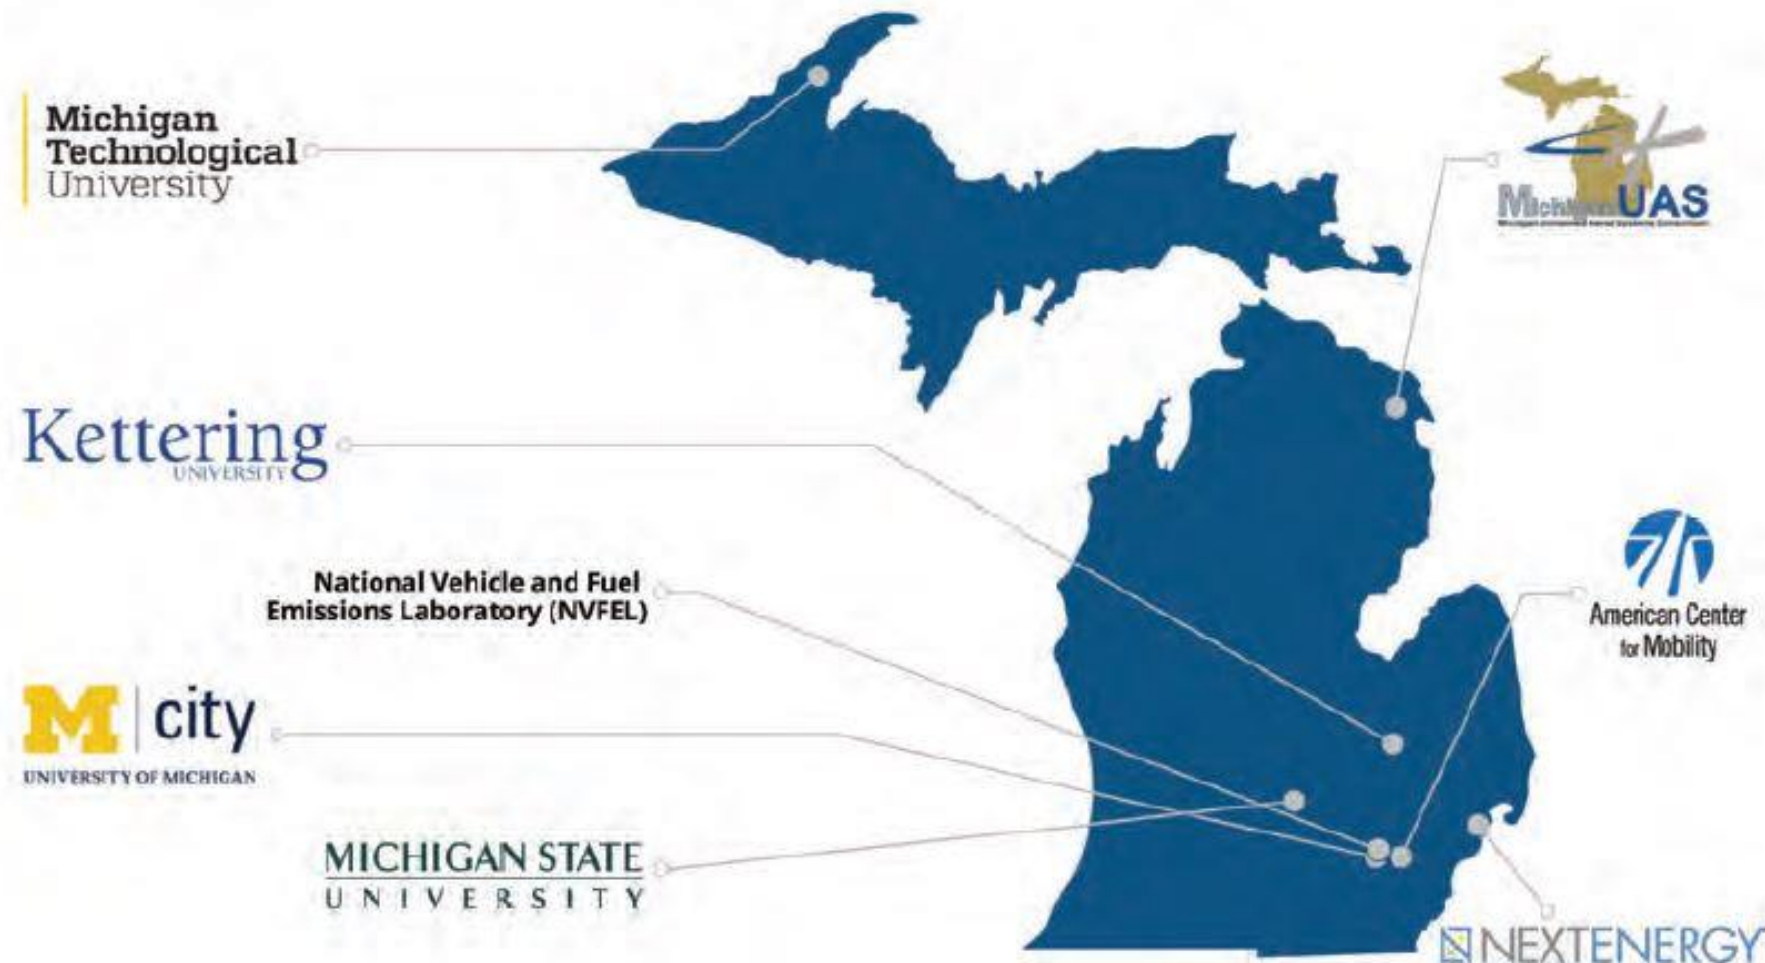 Michigan
Technological
University
Michigan UAS
Kettering
UNIVERSITY
National Vehicle and Fuel
Emissions Laboratory (NVFEL)
American Center
for Mobility
M city
UNIVERSITY OF MICHIGAN
MICHIGAN STATE
UNIVERSITY
NEXTENERGY